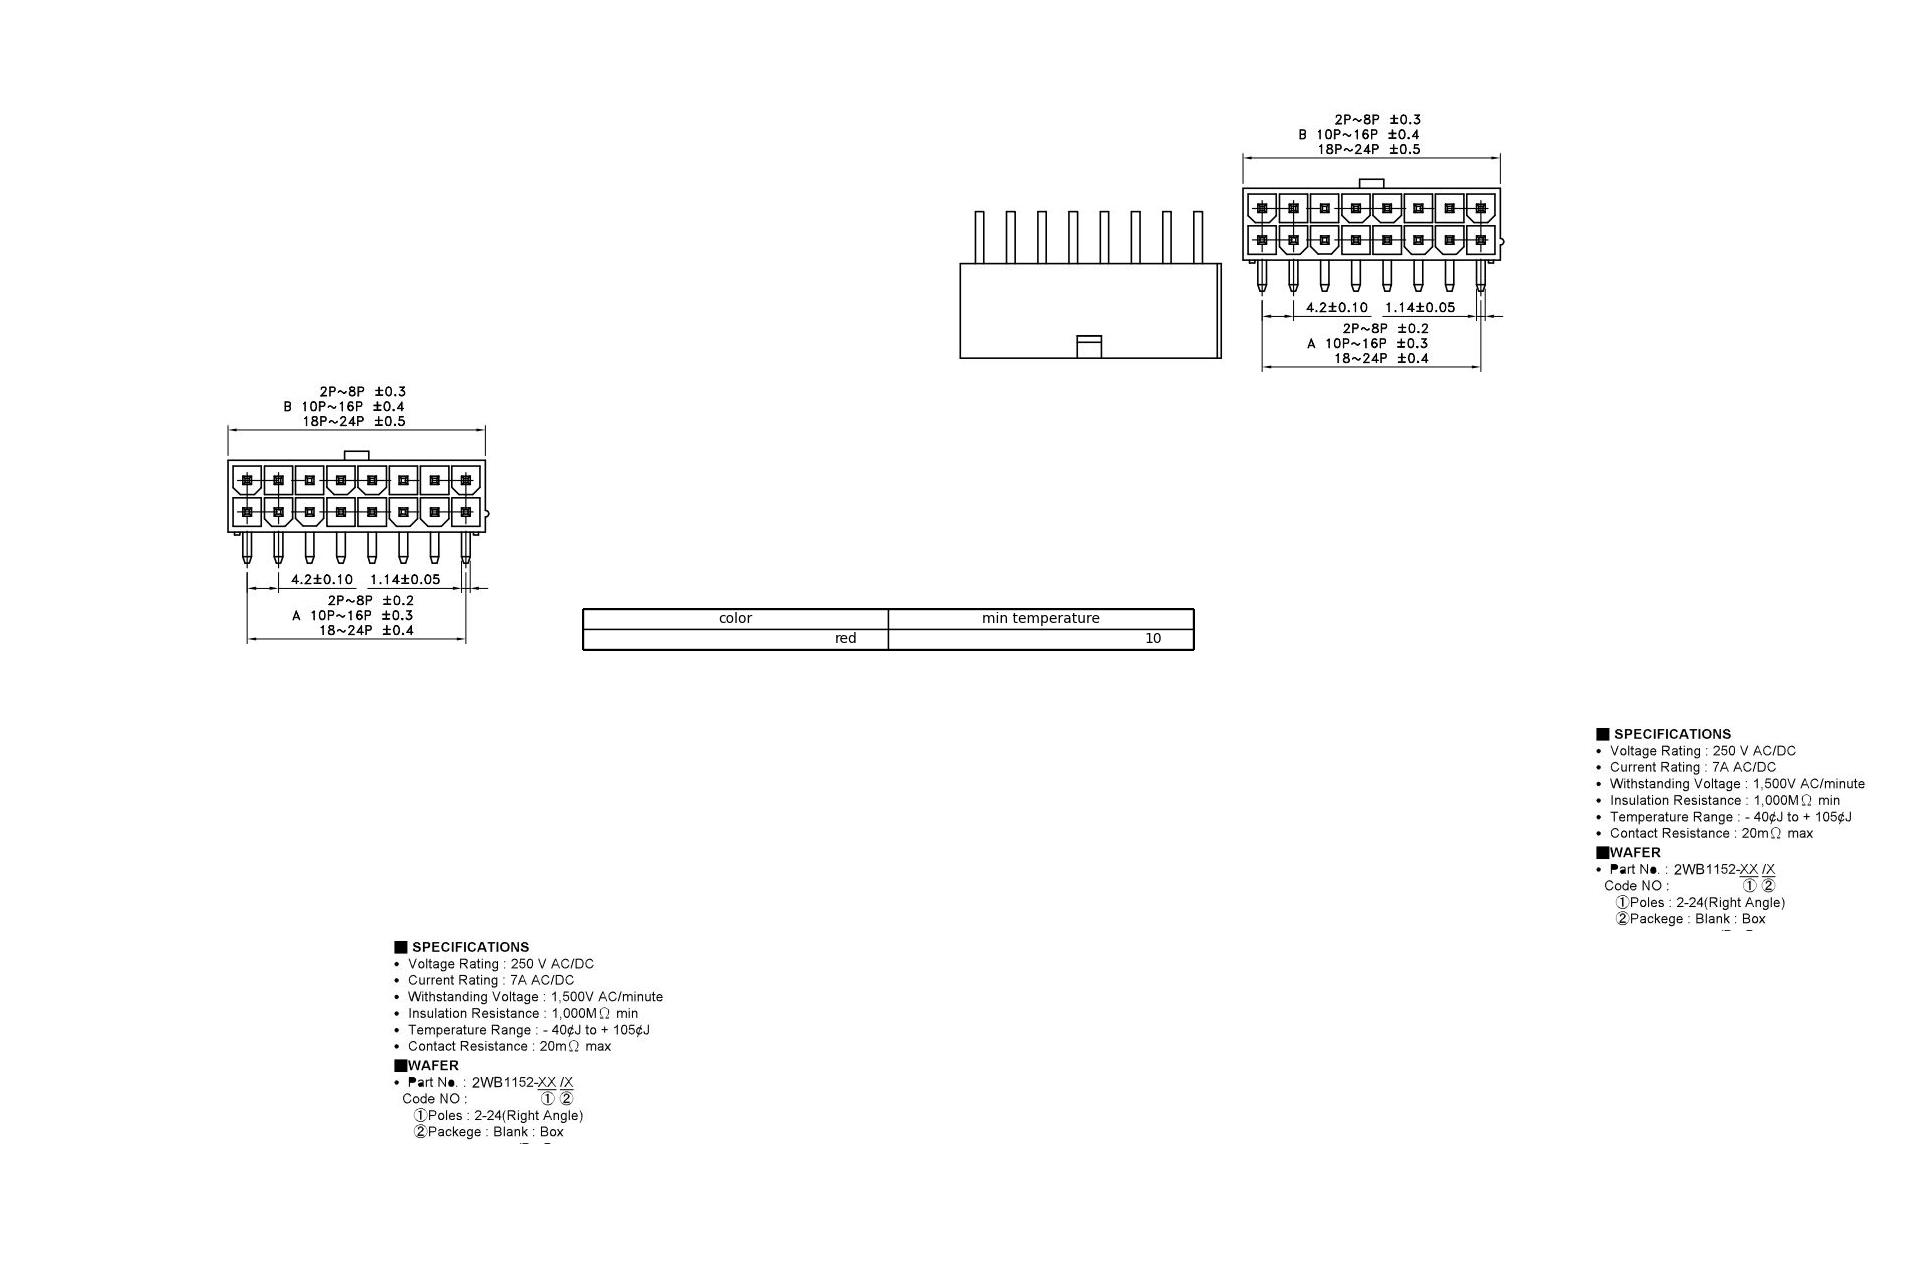 2P~8P ±0.3
B 10P~16P ±0.4
18P~24P ±0.5
4.2±0.10 1.14±0.05
2P~8P ±0.2
A 10P~16P ±0.3
18~24P ±0.4
2P~8P ±0.3
B 10P~16P ±0.4
18P~24P ±0.5
4.2±0.10 1.14±0.05
2P~8P ±0.2
A 10P~16P ±0.3
18~24P ±0.4
color min temperature
red 10
■ SPECIFICATIONS
• Voltage Rating : 250 V AC/DC
• Current Rating : 7A AC/DC
• Withstanding Voltage : 1,500V AC/minute
• Insulation Resistance : 1,000MΩ min
• Temperature Range : - 40¢J to + 105¢J
• Contact Resistance : 20mΩ max
■WAFER
• Part No. : 2WB1152-XX /X
Code NO : ① ②
①Poles : 2-24(Right Angle)
②Packege : Blank : Box
■ SPECIFICATIONS
• Voltage Rating : 250 V AC/DC
• Current Rating : 7A AC/DC
• Withstanding Voltage : 1,500V AC/minute
• Insulation Resistance : 1,000MΩ min
• Temperature Range : - 40¢J to + 105¢J
• Contact Resistance : 20mΩ max
■WAFER
• Part No. : 2WB1152-XX /X
Code NO : ① ②
①Poles : 2-24(Right Angle)
②Packege : Blank : Box